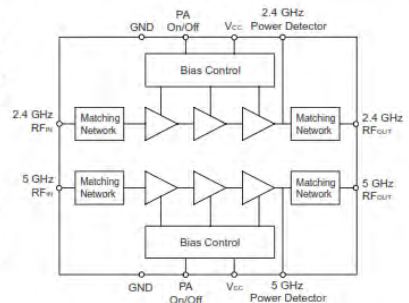 GND
PA
On/Off
Vcc
2.4 GHz
Power Detector
Bias Control
2.4 GHz
RFIN
Matching
Network
Matching
Network
2.4 GHz
RFOUT
5 GHz
RFIN
Matching
Network
Matching
Network
5 GHz
RFOUT
Bias Control
GND
PA
On/Off
Vcc
5 GHz
Power Detector